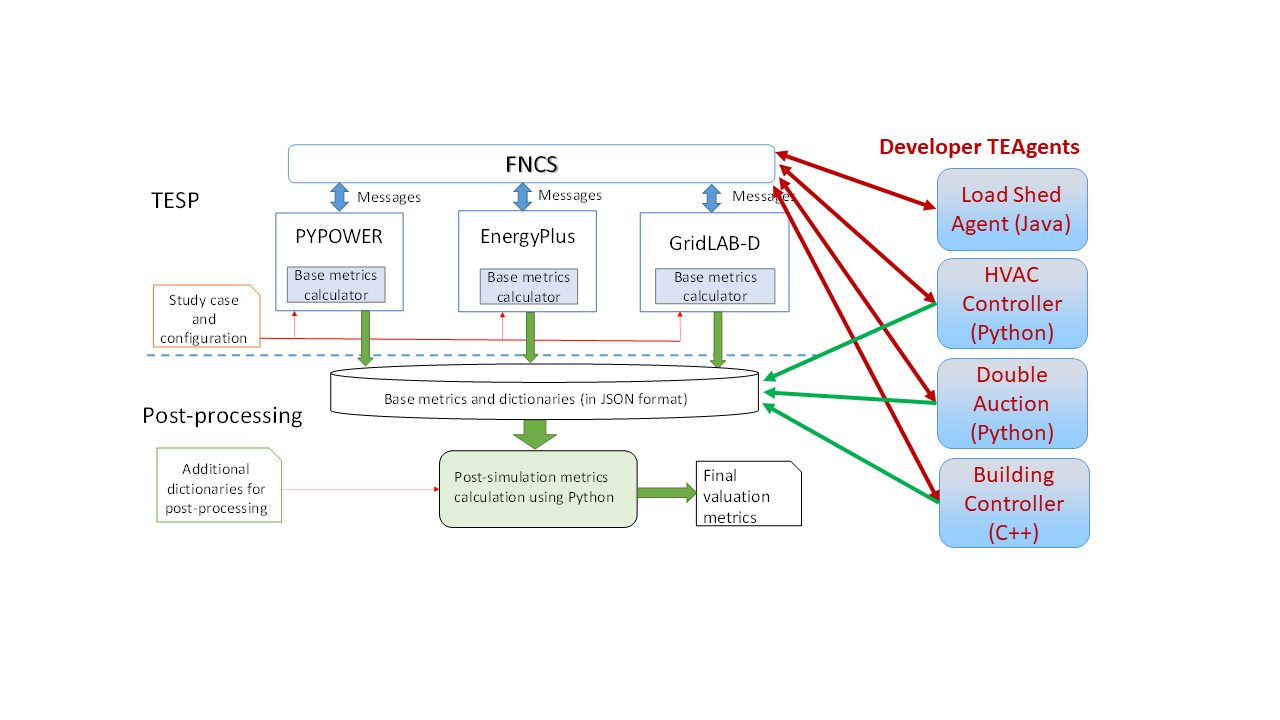 Developer TEAgents
FNCS
TESP
Messages
Messages
Messages
Load Shed
Agent (Java)
PYPOWER
EnergyPlus
GridLAB-D
Base metrics
calculator
Base metrics
calculator
Base metrics
calculator
HVAC
Controller
(Python)
Study case
and
configuration
Base metrics and dictionaries (in JSON format)
Double
Auction
(Python)
Post-processing
Additional
dictionaries for
post-processing
Post-simulation metrics
calculation using Python
Final
valuation
metrics
Building
Controller
(C++)